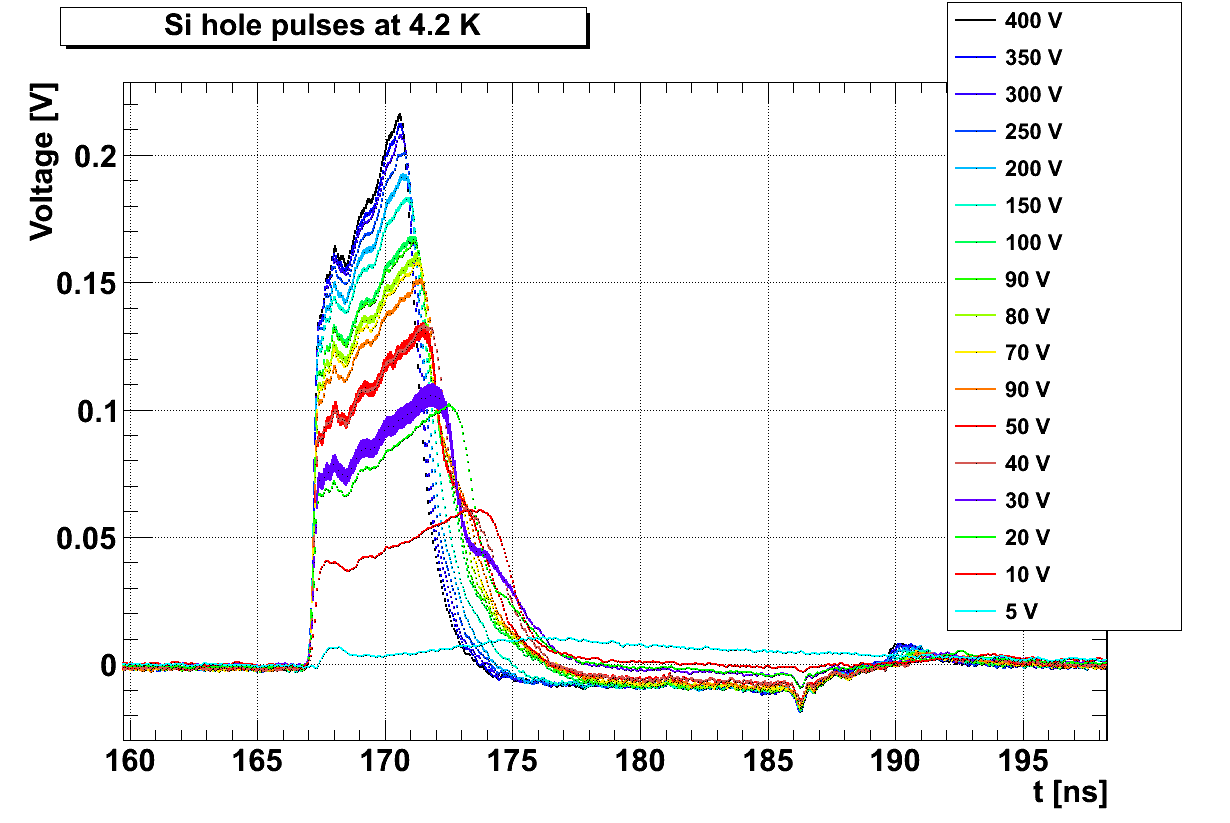 Si hole pulses at 4.2 K
400 V
350 V
300 V
250 V
200 V
150 V
100 V
90 V
80 V
70 V
90 V
50 V
40 V
30 V
20 V
10 V
5 V
Voltage [V]
0.2
0.15
0.1
0.05
0
160 165 170 175 180 185 190 195
t [ns]